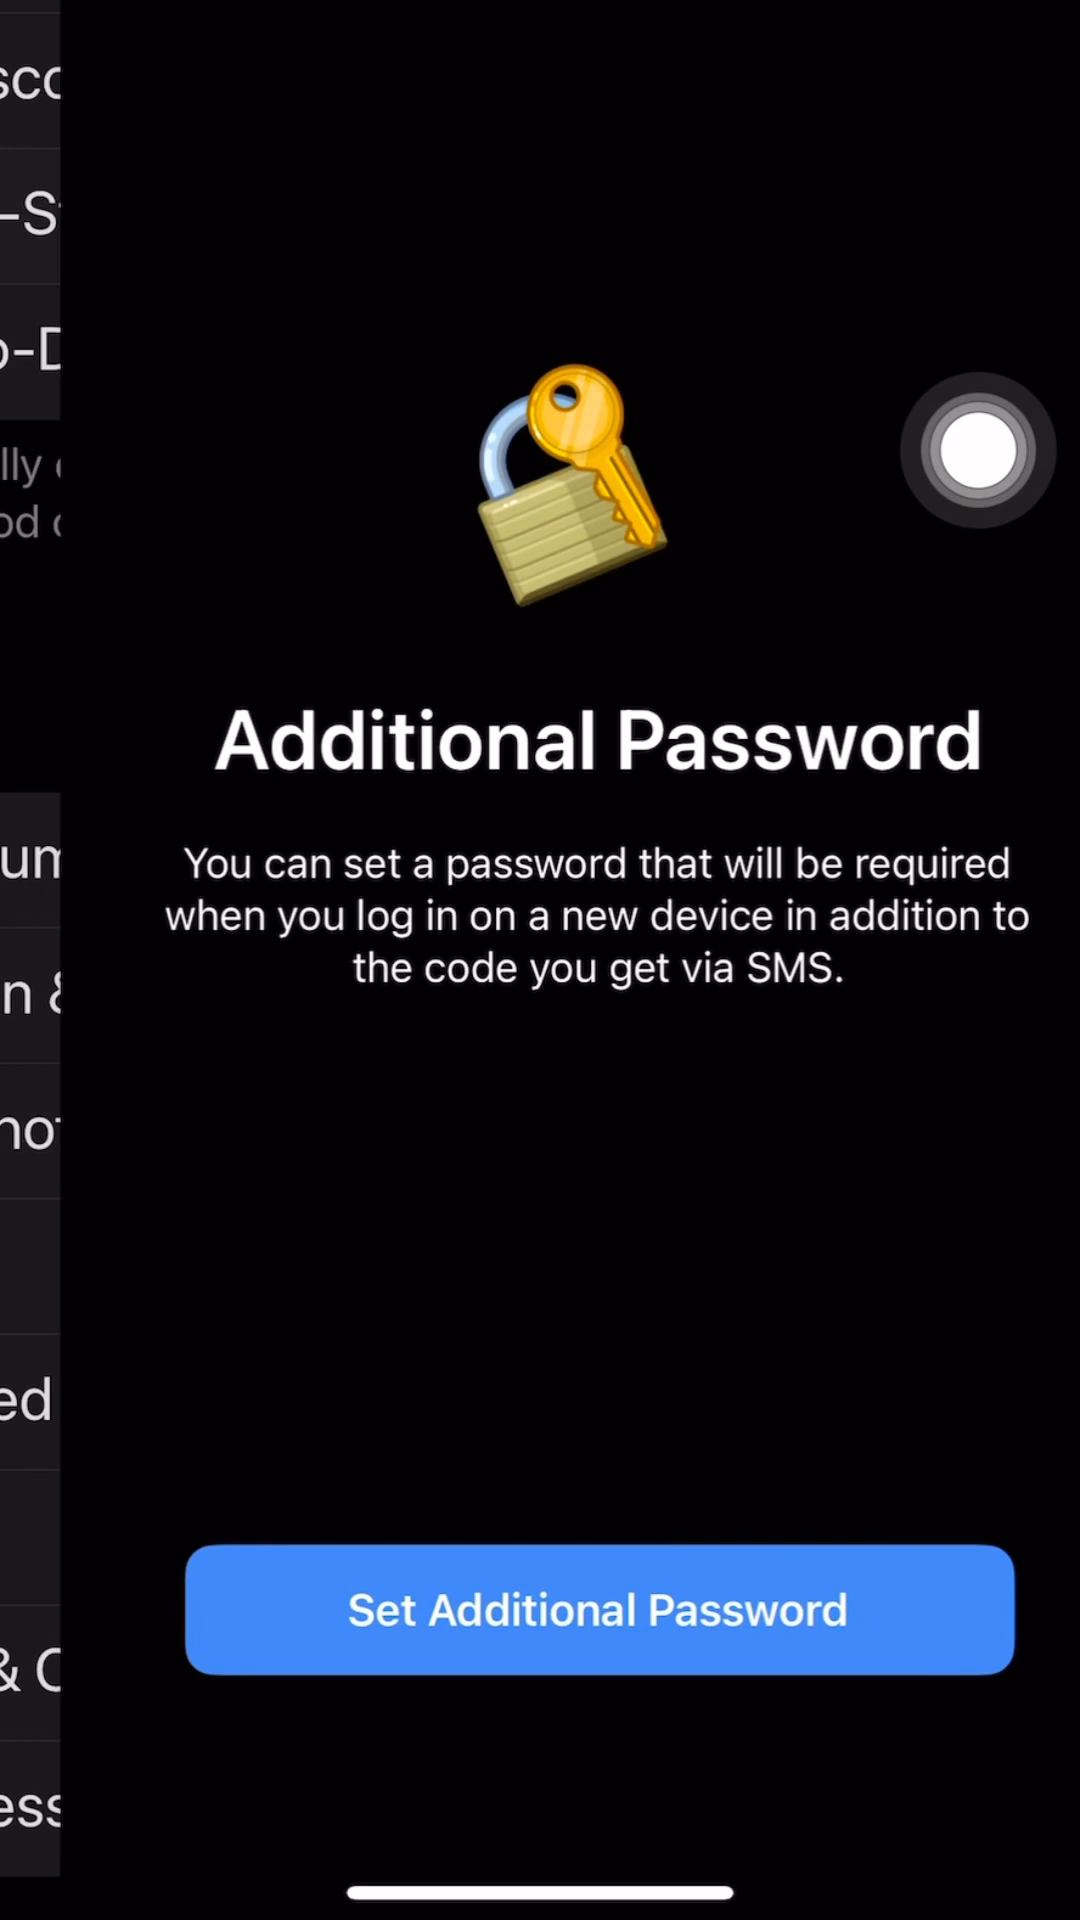 Additional Password
You can set a password that will be required
when you log in on a new device in addition to
the code you get via SMS.
ed
Set Additional Password